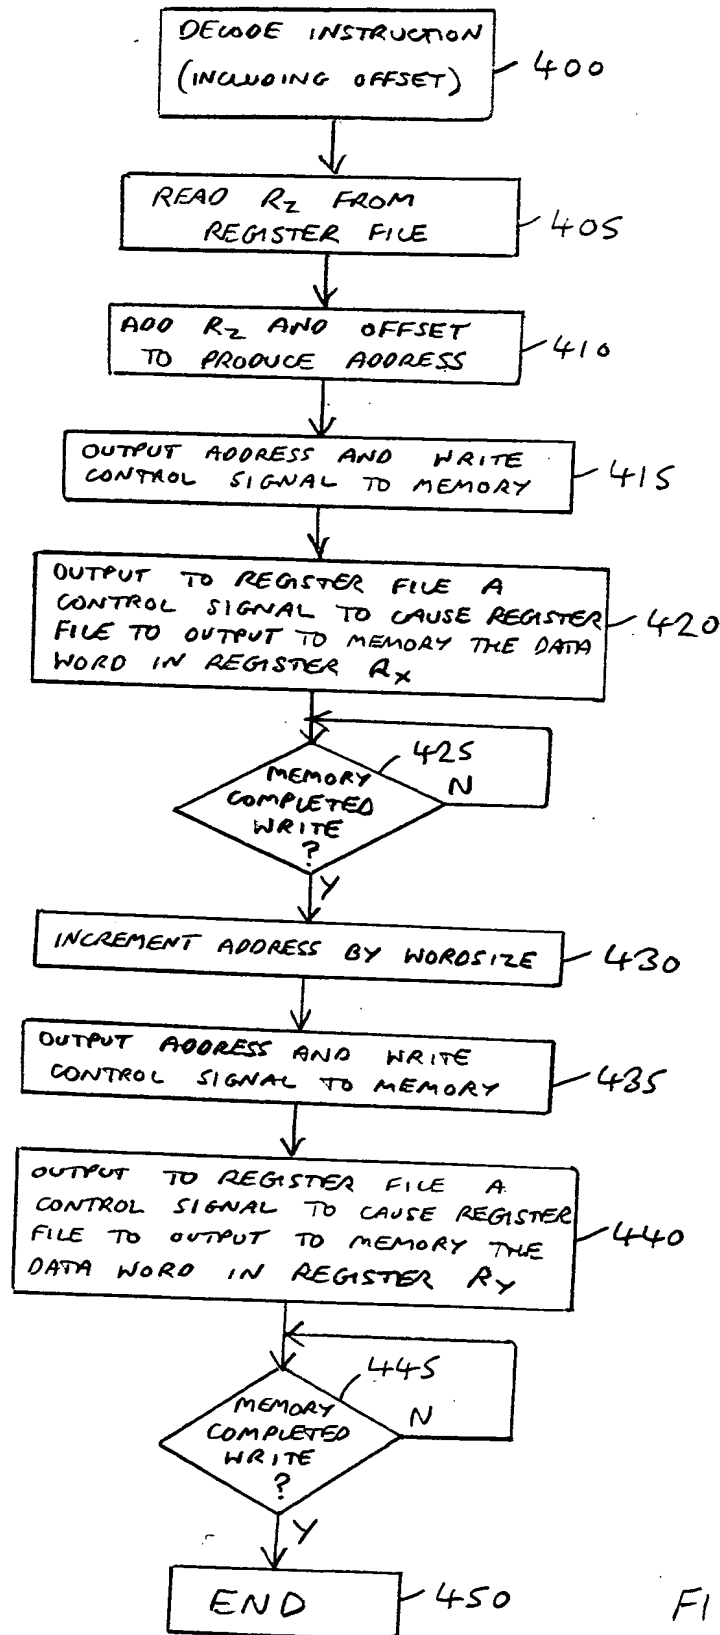 DECODE INSTRUCTION
(INCLUDING OFFSET)
400
READ RZ FROM
REGISTER FILE
405
ADD RZ AND OFFSET
TO PRODUCE ADDRESS
410
OUTPUT ADDRESS AND WRITE
CONTROL SIGNAL TO MEMORY
415
OUTPUT TO REGISTER FILE A
CONTROL SIGNAL TO CAUSE REGISTER
FILE TO OUTPUT TO MEMORY THE DATA
WORD IN REGISTER RX
420
425
MEMORY
COMPLETED
WRITE
?
N
Y
INCREMENT ADDRESS BY WORDSIZE
430
OUTPUT ADDRESS AND WRITE
CONTROL SIGNAL TO MEMORY
435
OUTPUT TO REGISTER FILE A
CONTROL SIGNAL TO CAUSE REGISTER
FILE TO OUTPUT TO MEMORY THE
DATA WORD IN REGISTER RY
440
445
MEMORY
COMPLETED
WRITE
?
N
Y
END
450
FI